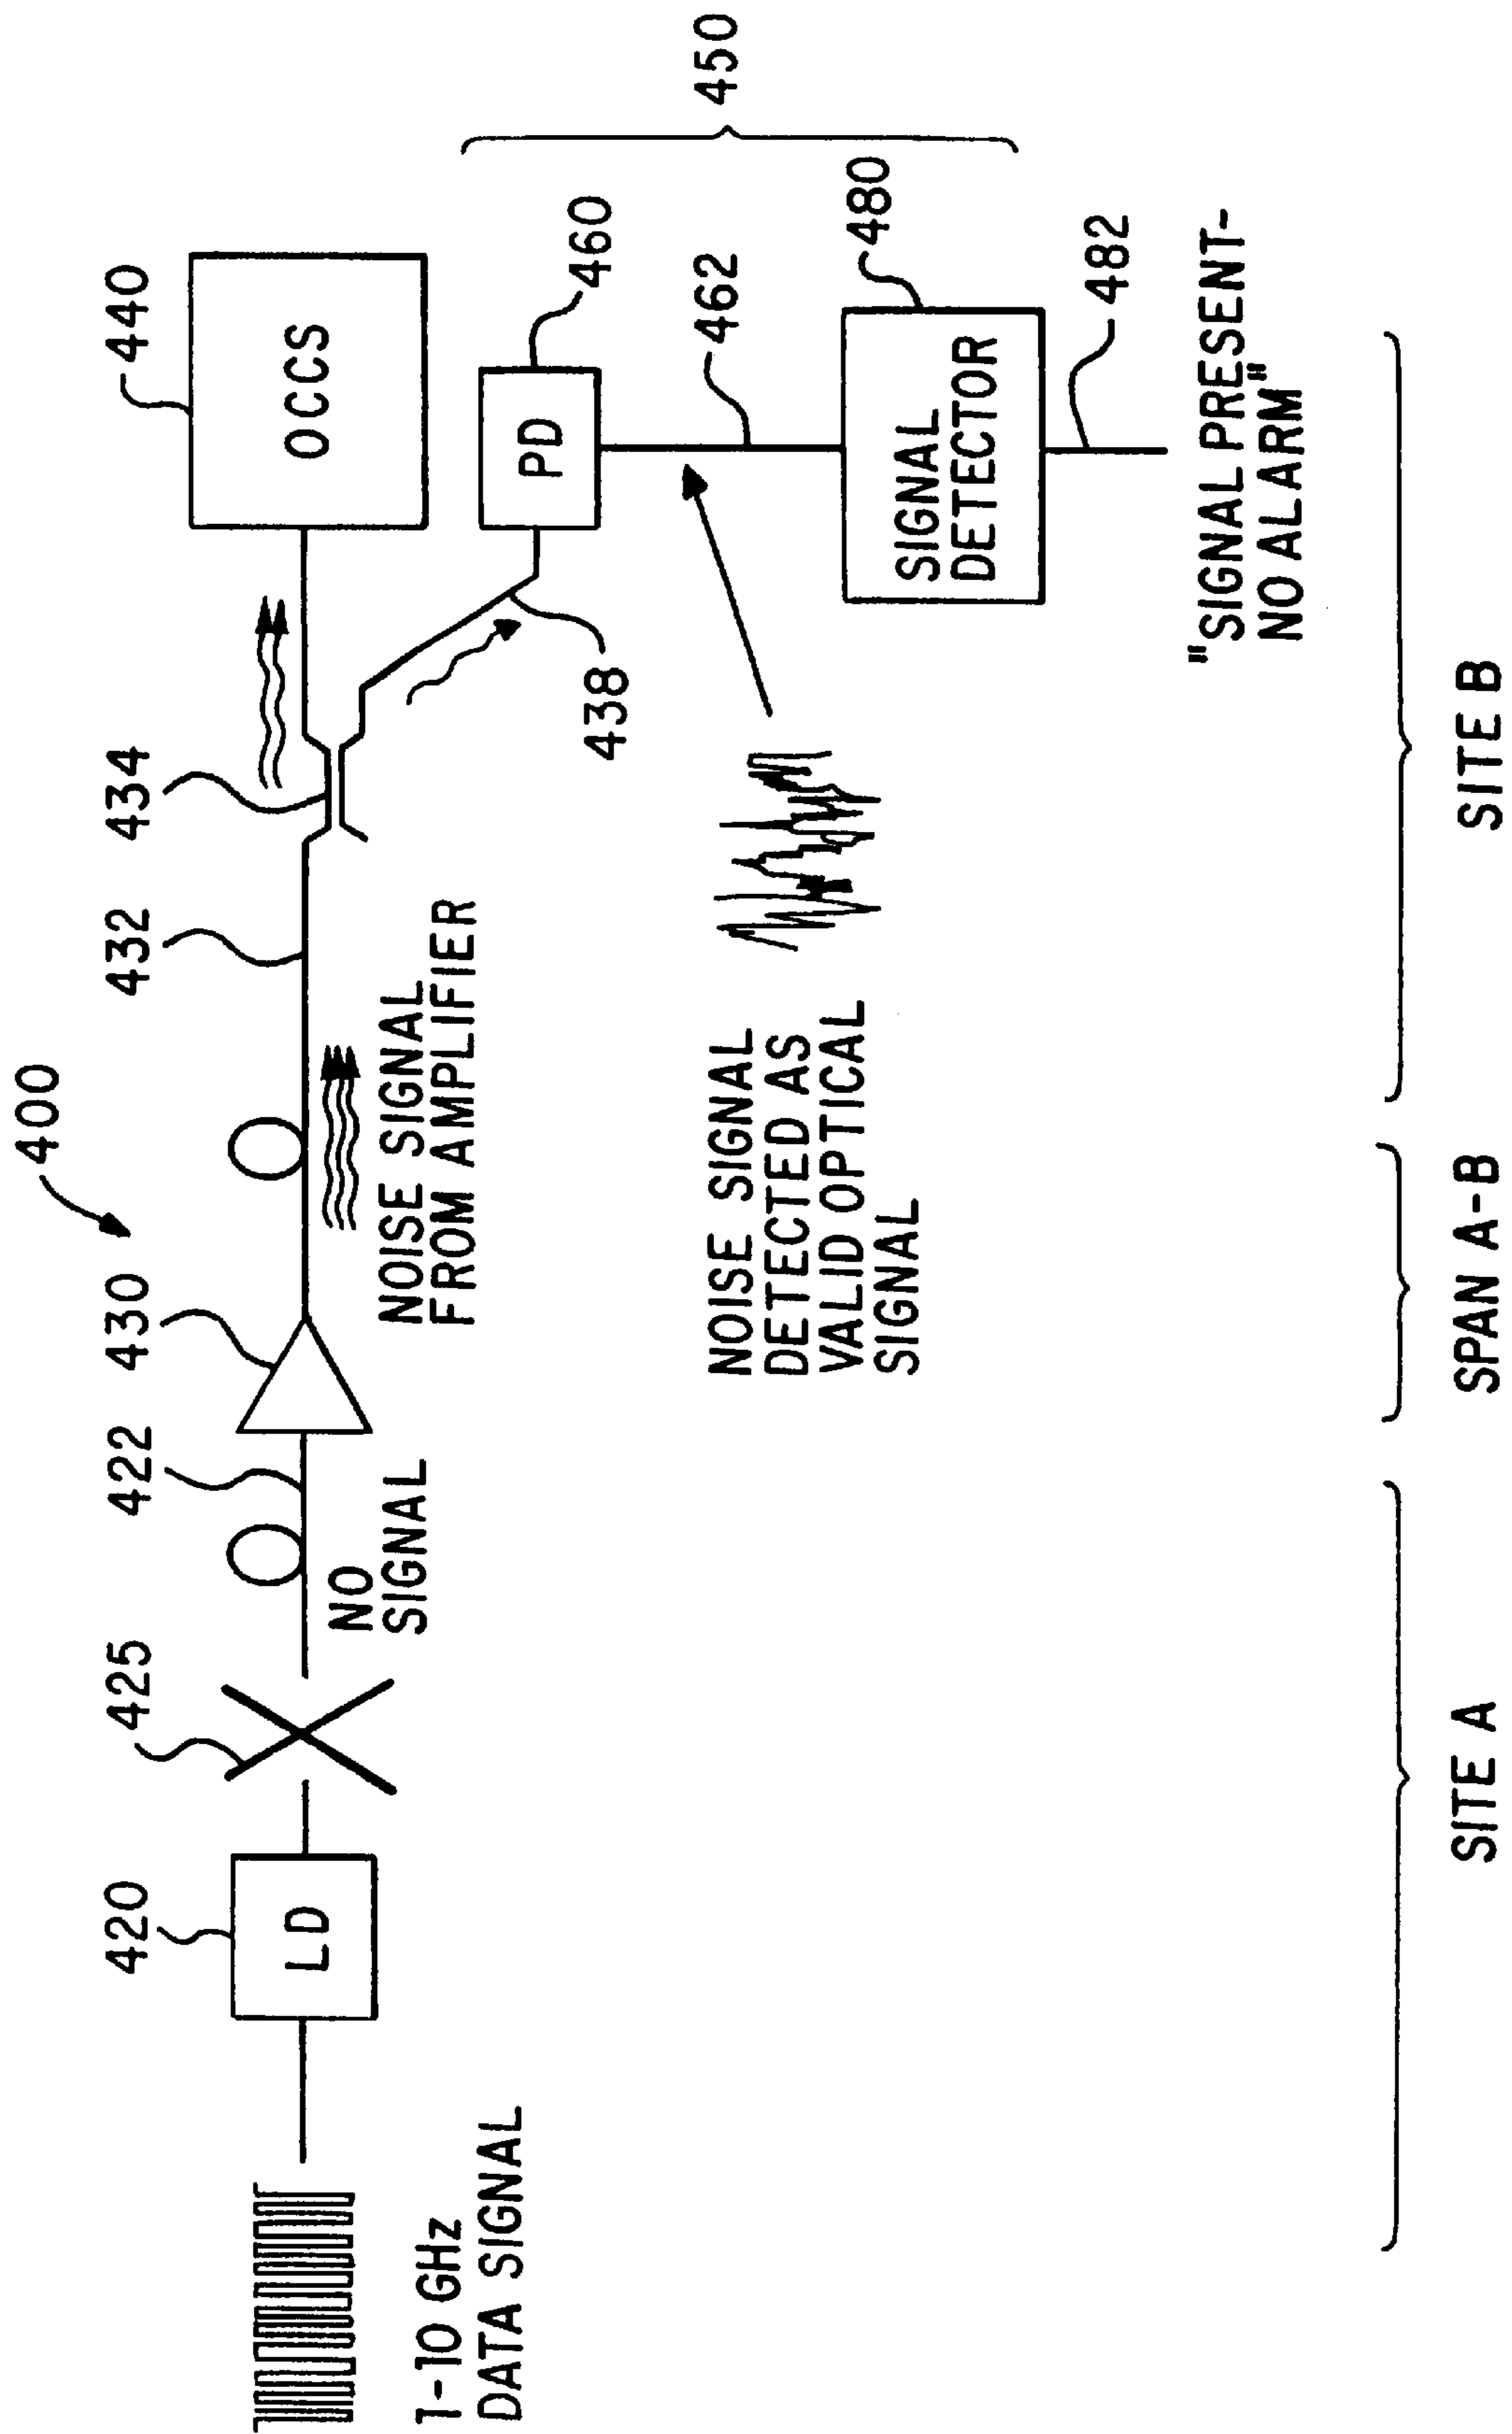 400
420
425
422
430
432
434
440
LD
OCCS
1-10 GHz
DATA SIGNAL
NO
SIGNAL
NOISE SIGNAL
FROM AMPLIFIER
438
PD
460
450
462
NOISE SIGNAL
DETECTED AS
VALID OPTICAL
SIGNAL
SIGNAL
DETECTOR
480
482
"SIGNAL PRESENT-
NO ALARM"
SITE A
SPAN A-B
SITE B